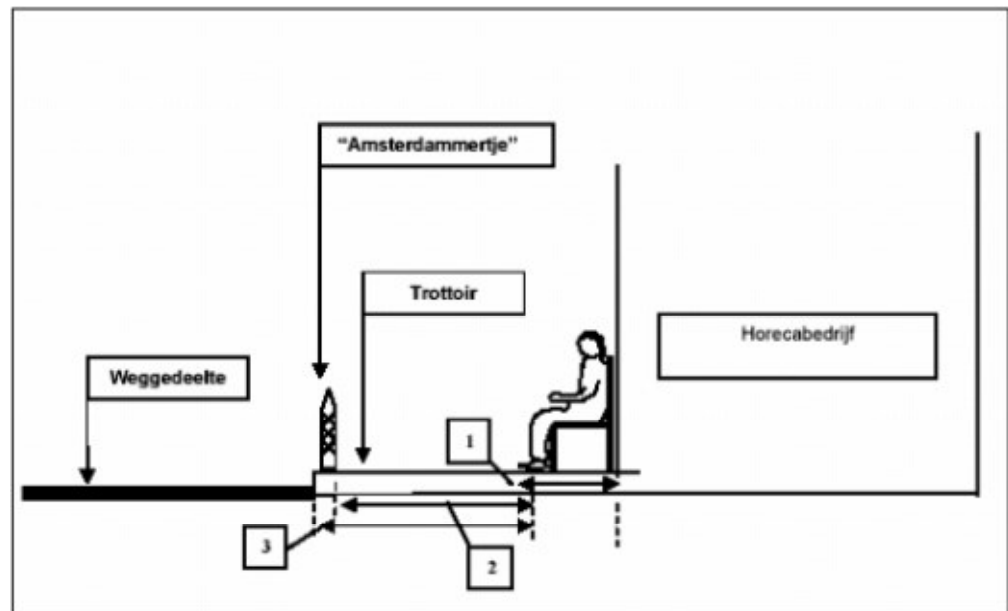 “Amsterdammertje”
Trottoir
Horecabedrijf
Weggedeelte
1
3
2